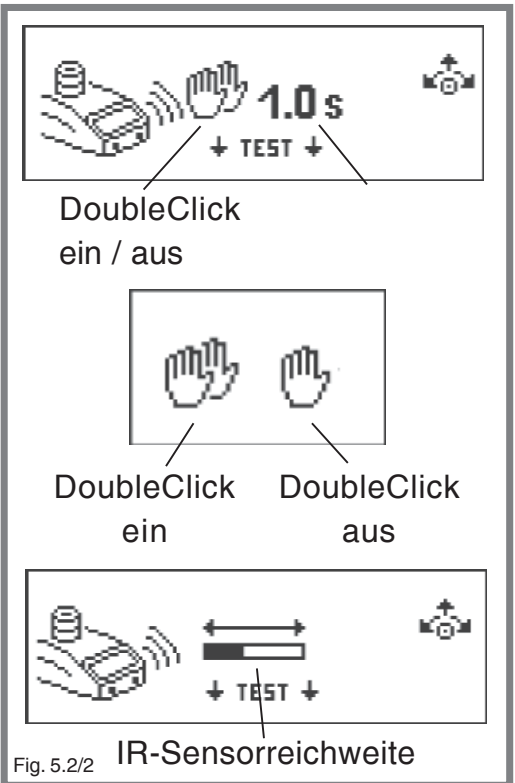 1.0 s
↓ TEST ↓
DoubleClick
ein / aus
DoubleClick DoubleClick
ein aus
↓ TEST ↓
IR-Sensorreichweite
Fig. 5.2/2